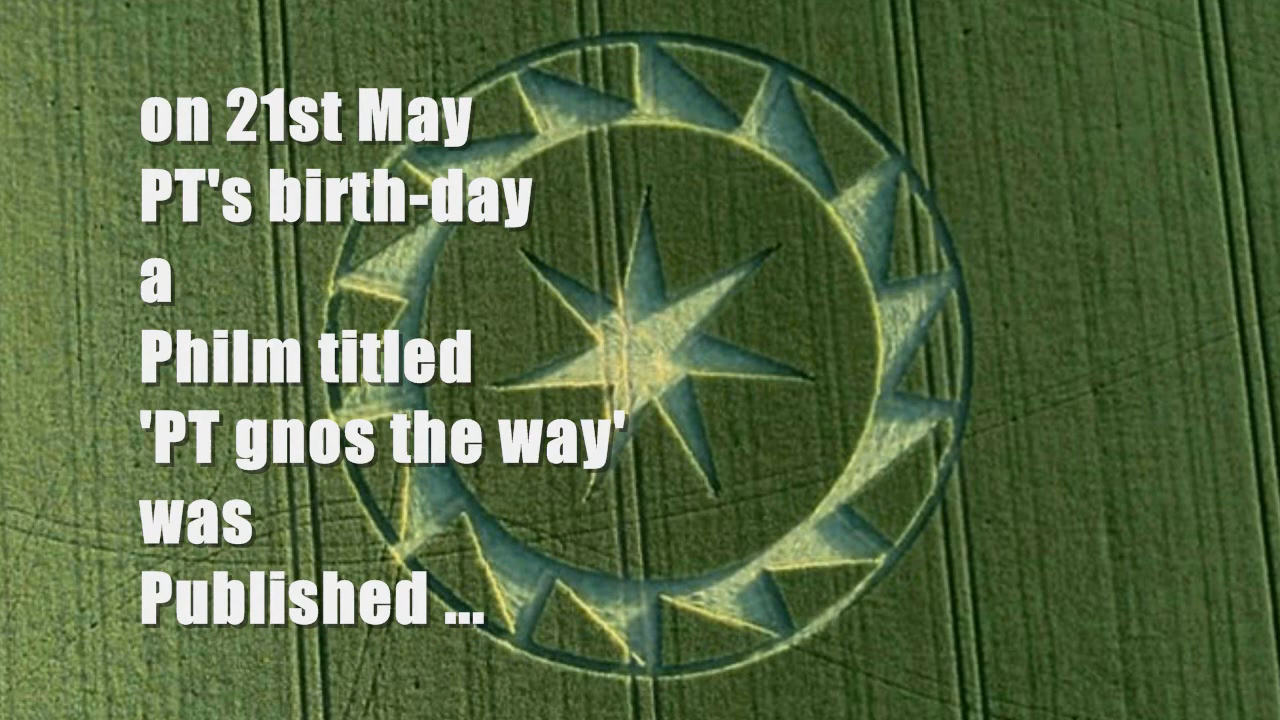 on 21st May
PT's birth-day
a
Philm titled
'PT gnos the way'
was
Published ...